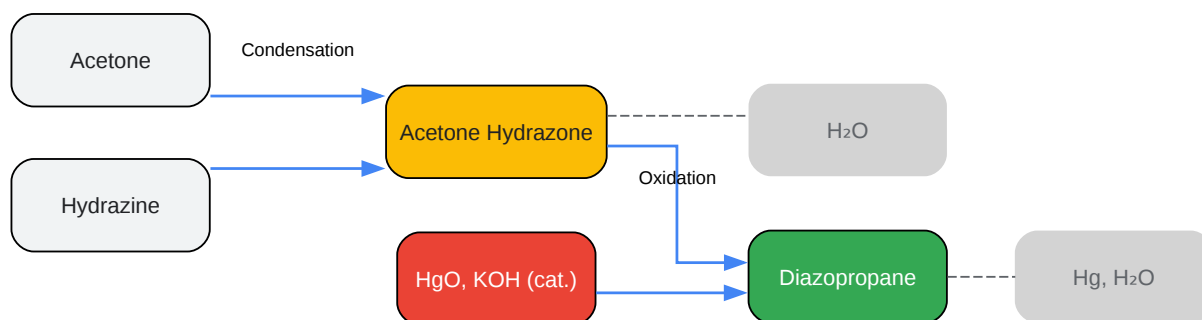 Acetone
Condensation
Acetone Hydrazone
H₂O
Hydrazine
Oxidation
HgO, KOH (cat.)
Diazopropane
Hg, H₂O